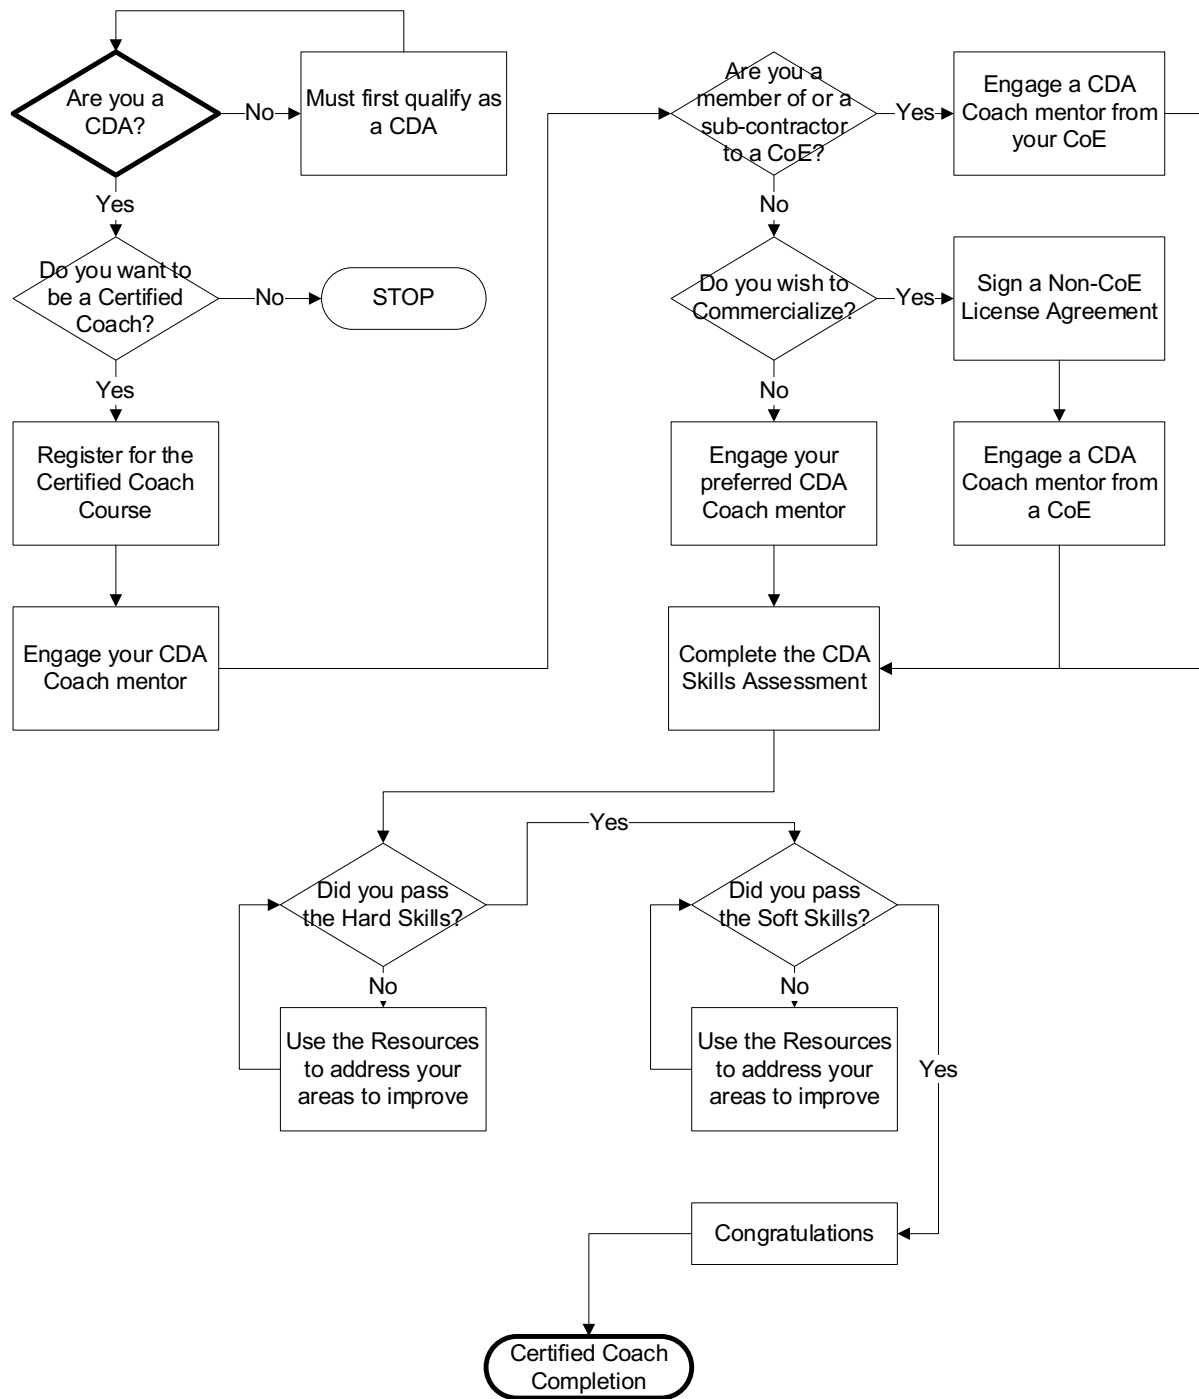 Are you a
CDA?
No
Must first qualify as
a CDA
Yes
Do you want to
be a Certified
Coach?
No
STOP
Yes
Register for the
Certified Coach
Course
Engage your CDA
Coach mentor
Are you a
member of or a
sub-contractor
to a CoE?
Yes
Engage a CDA
Coach mentor from
your CoE
No
Do you wish to
Commercialize?
Yes
Sign a Non-CoE
License Agreement
No
Engage your
preferred CDA
Coach mentor
Engage a CDA
Coach mentor from
a CoE
Complete the CDA
Skills Assessment
Did you pass
the Hard Skills?
Yes
No
Use the Resources
to address your
areas to improve
Did you pass
the Soft Skills?
No
Use the Resources
to address your
areas to improve
Yes
Congratulations
Certified Coach
Completion